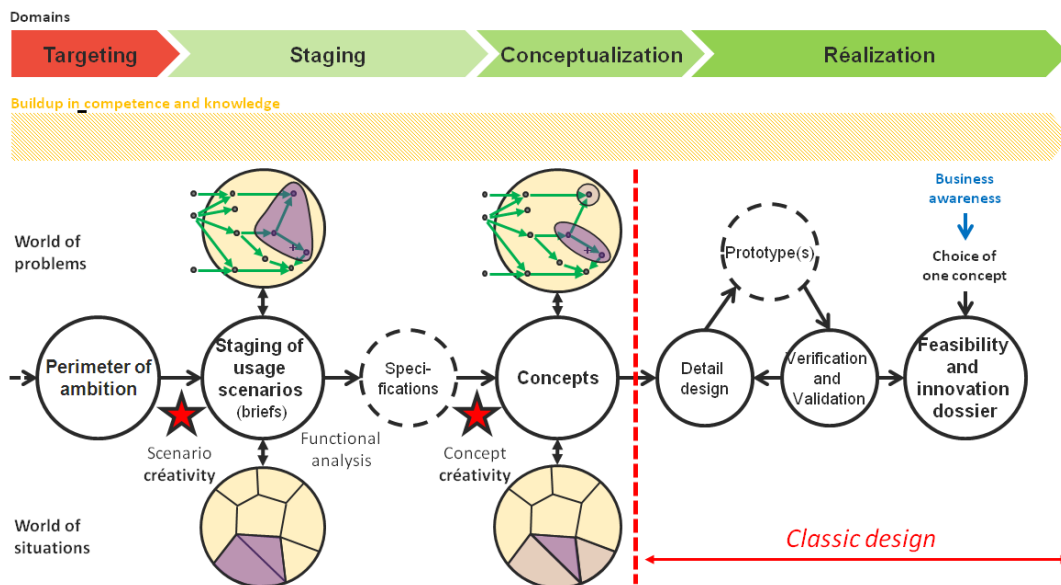 Domains
Targeting
Staging
Conceptualization
Réalization
Buildup in competence and knowledge
World of
problems
Business
awareness
Choice of
one concept
Prototype(s)
Perimeter of
ambition
Staging of
usage
scenarios
(briefs)
Speci-
fications
Concepts
Detail
design
Verification
and
Validation
Feasibility
and
innovation
dossier
Scenario
créativity
Functional
analysis
Concept
créativity
World of
situations
Classic design